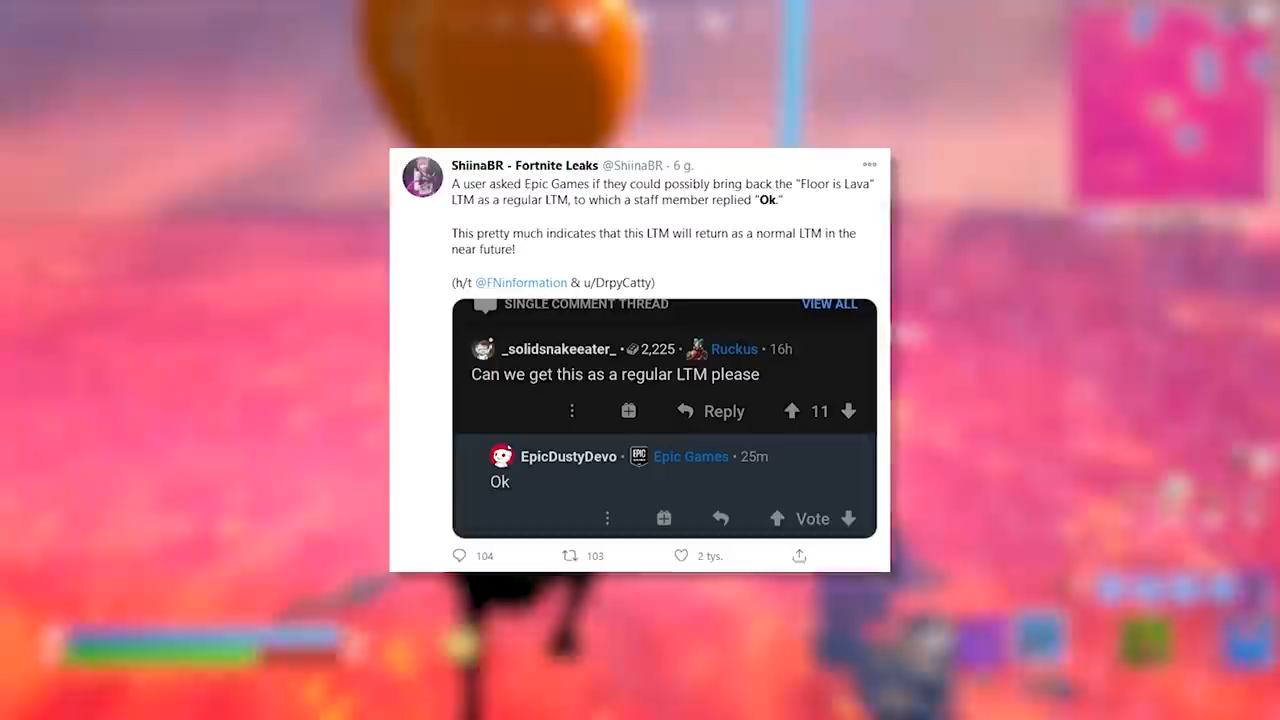 ShiinaBR - Fortnite Leaks @ShiinaBR · 6 g.
A user asked Epic Games if they could possibly bring back the "Floor is Lava"
LTM as a regular LTM, to which a staff member replied "Ok."
This pretty much indicates that this LTM will return as a normal LTM in the
near future!
(h/t @FNinformation & u/DrpyCatty)
SINGLE COMMENT THREAD VIEW ALL
_solidsnakeeater_ · 2,225 · Ruckus · 16h
Can we get this as a regular LTM please
Reply 11
EpicDustyDevo · EPIC Epic Games · 25m
Ok
Vote
104 103 2 tys.